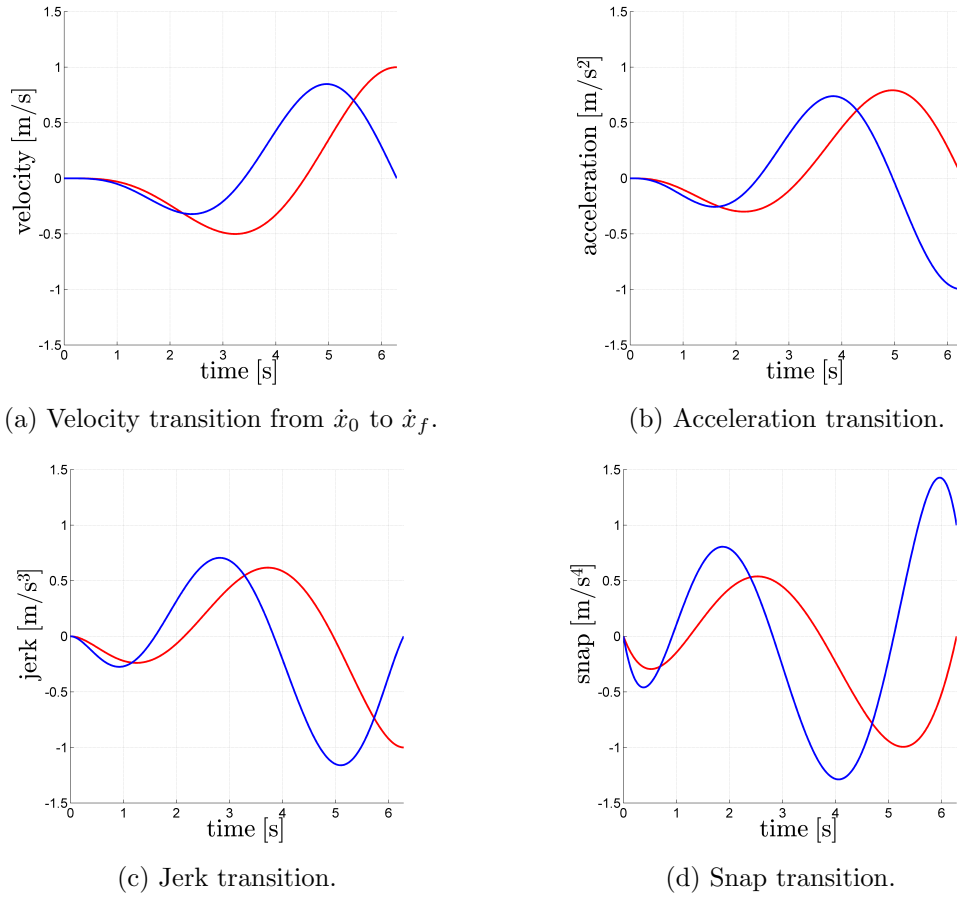 1.5
1
0.5
0
-0.5
-1
-1.5
velocity [m/s]
0 1 2 3 4 5 6
time [s]
(a) Velocity transition from ẋ₀ to ẋ_f.
1.5
1
0.5
0
-0.5
-1
-1.5
acceleration [m/s²]
0 1 2 3 4 5 6
time [s]
(b) Acceleration transition.
1.5
1
0.5
0
-0.5
-1
-1.5
jerk [m/s³]
0 1 2 3 4 5 6
time [s]
(c) Jerk transition.
1.5
1
0.5
0
-0.5
-1
-1.5
snap [m/s⁴]
0 1 2 3 4 5 6
time [s]
(d) Snap transition.